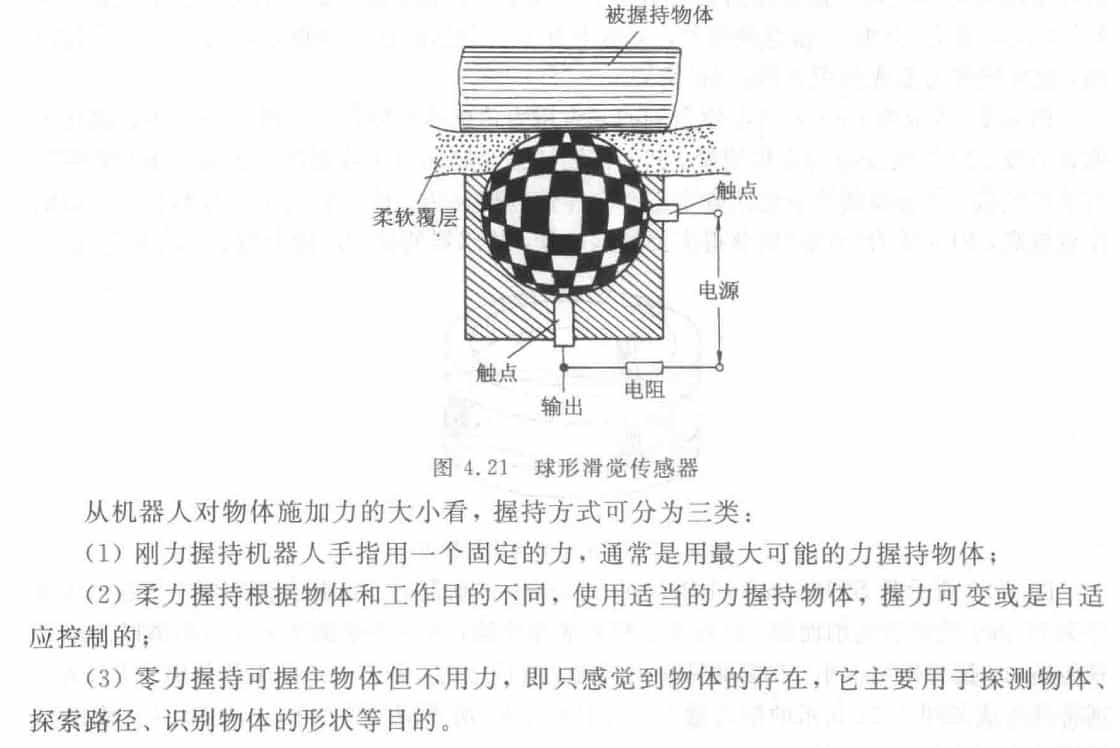 被握持物体
触点
柔软覆层
电源
触点
电阻
输出
图 4.21 球形滑觉传感器
从机器人对物体施加力的大小看，握持方式可分为三类：
(1) 刚力握持机器人手指用一个固定的力，通常是用最大可能的力握持物体；
(2) 柔力握持根据物体和工作目的不同，使用适当的力握持物体，握力可变或是自适
应控制的；
(3) 零力握持可握住物体但不用力，即只感觉到物体的存在，它主要用于探测物体、
探索路径、识别物体的形状等目的。